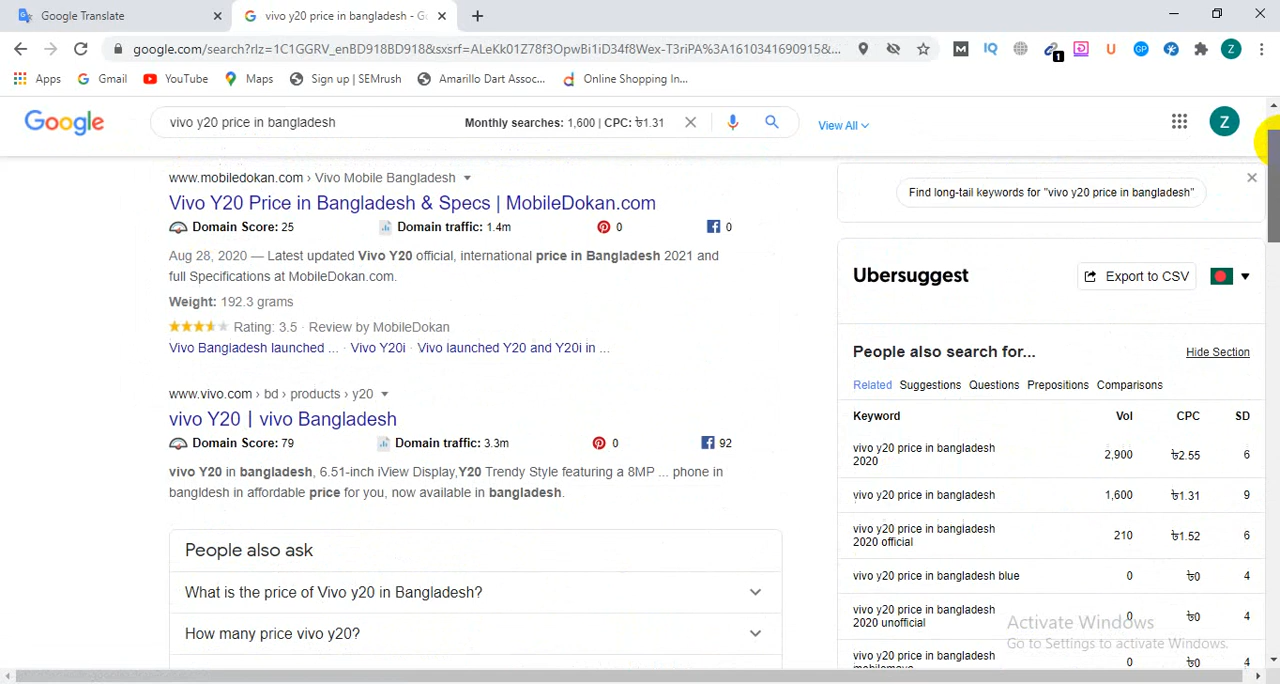 Google Translate
vivo y20 price in bangladesh - Go
google.com/search?rlz=1C1GGRV_enBD918BD918&sxsrf=ALeKk01Z78f3OpwBi1iD34f8Wex-T3riPA%3A1610341690915&...
1
GP
Z
Apps
Gmail
YouTube
Maps
Sign up | SEMrush
Amarillo Dart Assoc...
Online Shopping In...
Google
vivo y20 price in bangladesh
Monthly searches: 1,600 | CPC: ৳1.31
View All
Z
www.mobiledokan.com › Vivo Mobile Bangladesh
Vivo Y20 Price in Bangladesh & Specs | MobileDokan.com
Domain Score: 25 Domain traffic: 1.4m 0 0
Aug 28, 2020 — Latest updated Vivo Y20 official, international price in Bangladesh 2021 and
full Specifications at MobileDokan.com.
Weight: 192.3 grams
Rating: 3.5 · Review by MobileDokan
Vivo Bangladesh launched ... · Vivo Y20i · Vivo launched Y20 and Y20i in ...
www.vivo.com › bd › products › y20
vivo Y20 | vivo Bangladesh
Domain Score: 79 Domain traffic: 3.3m 0 92
vivo Y20 in bangladesh, 6.51-inch iView Display,Y20 Trendy Style featuring a 8MP ... phone in
bangldesh in affordable price for you, now available in bangladesh.
People also ask
What is the price of Vivo y20 in Bangladesh?
How many price vivo y20?
Find long-tail keywords for "vivo y20 price in bangladesh"
Ubersuggest
Export to CSV
People also search for...
Hide Section
Related Suggestions Questions Prepositions Comparisons
Keyword Vol CPC SD
vivo y20 price in bangladesh
2020 2,900 ৳2.55 6
vivo y20 price in bangladesh 1,600 ৳1.31 9
vivo y20 price in bangladesh
2020 official 210 ৳1.52 6
vivo y20 price in bangladesh blue 0 ৳0 4
vivo y20 price in bangladesh
2020 unofficial 0 ৳0 4
vivo y20 price in bangladesh
0 ৳0 4
Activate Windows
Go to Settings to activate Windows.